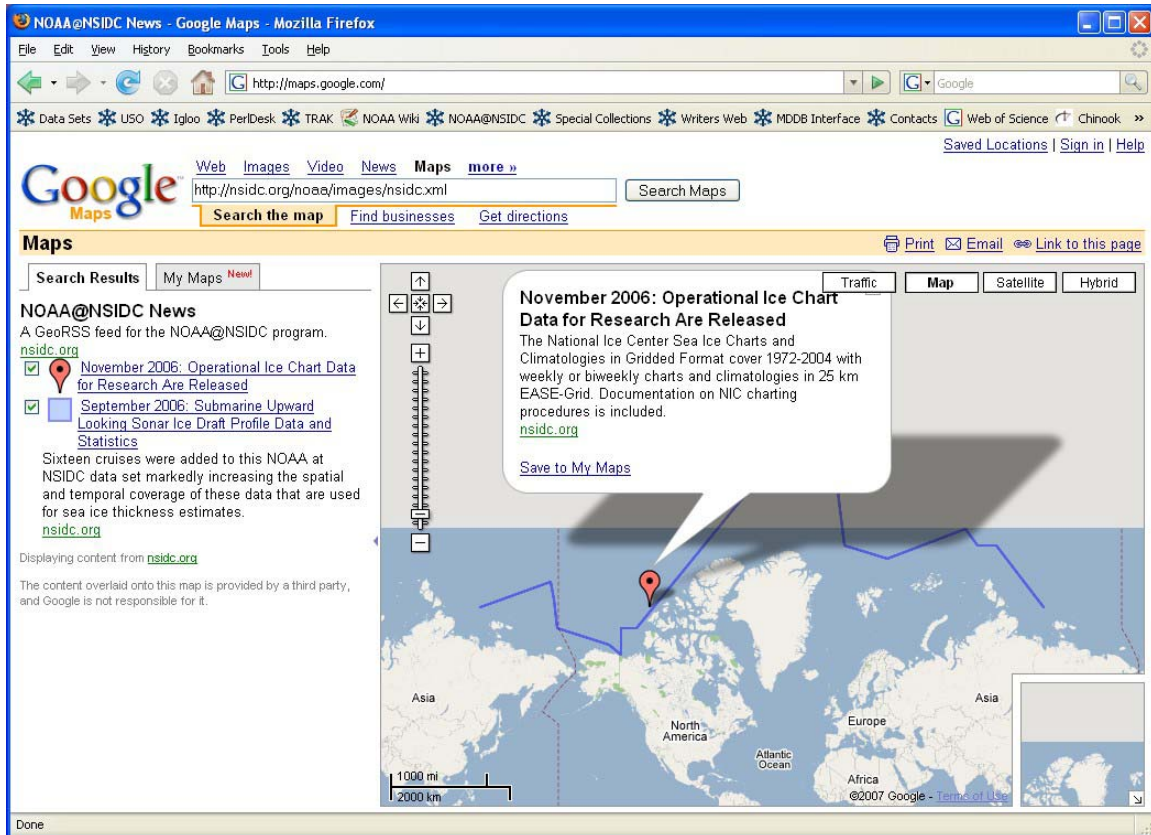 NOAA@NSIDC News - Google Maps - Mozilla Firefox
File Edit View History Bookmarks Tools Help
http://maps.google.com/
Google
Data Sets USO Igloo PerlDesk TRAK NOAA Wiki NOAA@NSIDC Special Collections Writers Web MDDB Interface Contacts Web of Science Chinook »
Saved Locations | Sign in | Help
Google Maps
Web Images Video News Maps more »
http://nsidc.org/noaa/images/nsidc.xml
Search Maps
Search the map Find businesses Get directions
Maps
Print Email Link to this page
Search Results My Maps New!
NOAA@NSIDC News
A GeoRSS feed for the NOAA@NSIDC program.
nsidc.org
November 2006: Operational Ice Chart Data
for Research Are Released
September 2006: Submarine Upward
Looking Sonar Ice Draft Profile Data and
Statistics
Sixteen cruises were added to this NOAA at
NSIDC data set markedly increasing the spatial
and temporal coverage of these data that are used
for sea ice thickness estimates.
nsidc.org
Displaying content from nsidc.org
The content overlaid onto this map is provided by a third party,
and Google is not responsible for it.
Traffic Map Satellite Hybrid
November 2006: Operational Ice Chart
Data for Research Are Released
The National Ice Center Sea Ice Charts and
Climatologies in Gridded Format cover 1972-2004 with
weekly or biweekly charts and climatologies in 25 km
EASE-Grid. Documentation on NIC charting
procedures is included.
nsidc.org
Save to My Maps
Asia
North
America
Atlantic
Ocean
Europe
Africa
Asia
1000 mi
2000 km
©2007 Google - Terms of Use
Done